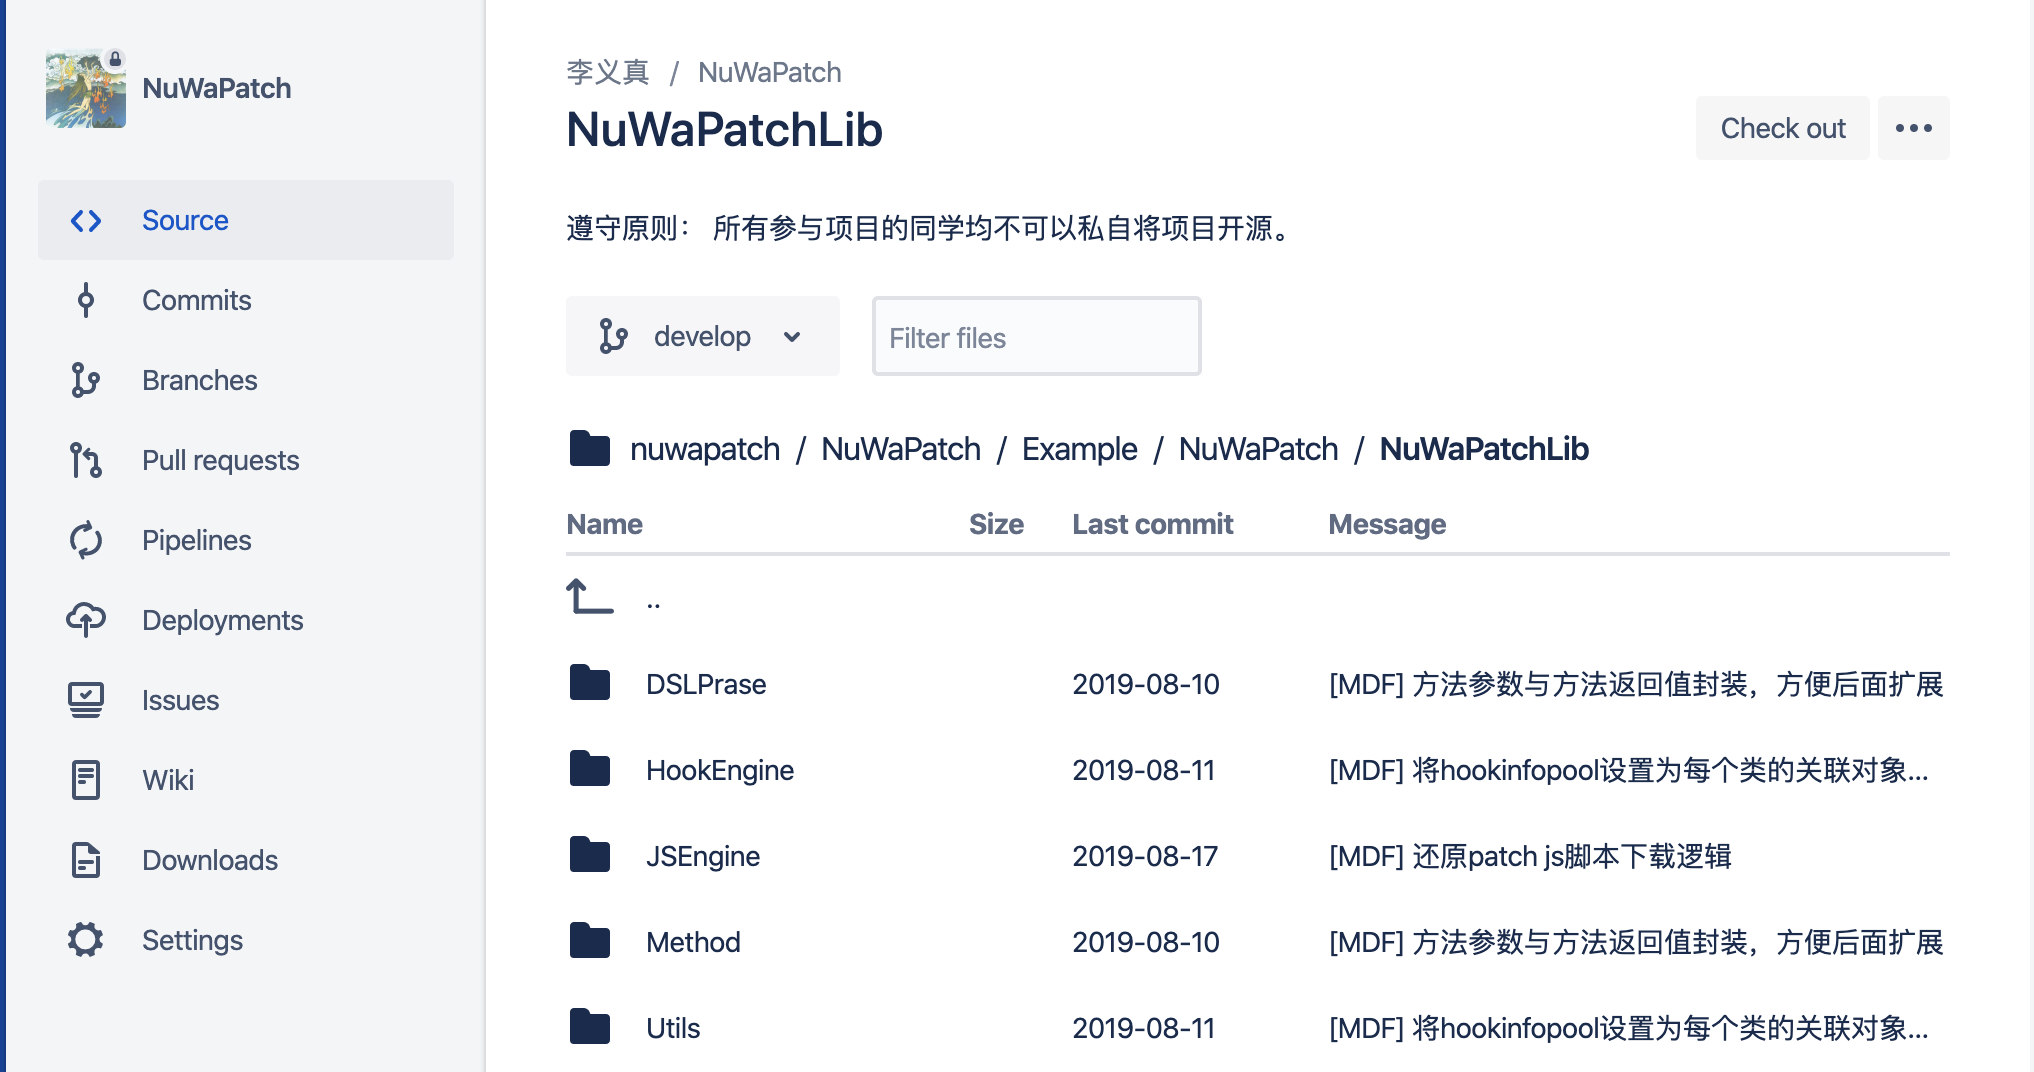 NuWaPatch
Source
Commits
Branches
Pull requests
Pipelines
Deployments
Issues
Wiki
Downloads
Settings
李义真 / NuWaPatch
NuWaPatchLib
Check out
遵守原则： 所有参与项目的同学均不可以私自将项目开源。
develop
Filter files
nuwapatch / NuWaPatch / Example / NuWaPatch / NuWaPatchLib
Name Size Last commit Message
..
DSLPrase 2019-08-10 [MDF] 方法参数与方法返回值封装，方便后面扩展
HookEngine 2019-08-11 [MDF] 将hookinfopool设置为每个类的关联对象...
JSEngine 2019-08-17 [MDF] 还原patch js脚本下载逻辑
Method 2019-08-10 [MDF] 方法参数与方法返回值封装，方便后面扩展
Utils 2019-08-11 [MDF] 将hookinfopool设置为每个类的关联对象...